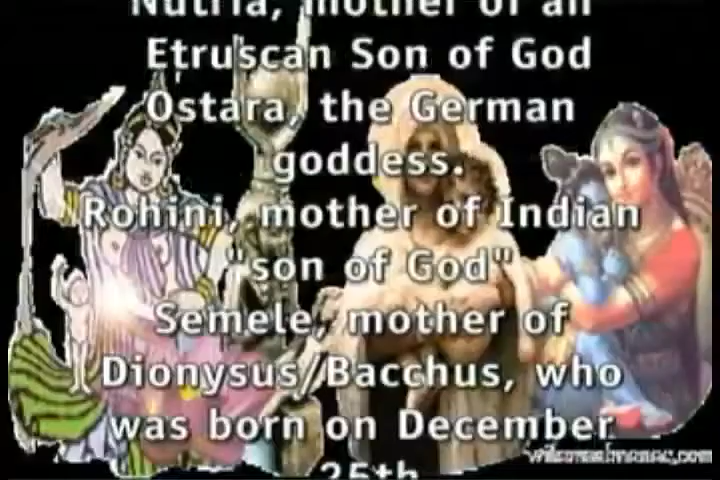 Nutria, mother of an
Etruscan Son of God
Ostara, the German
goddess.
Rohini, mother of Indian
"son of God"
Semele, mother of
Dionysus/Bacchus, who
was born on December
25th